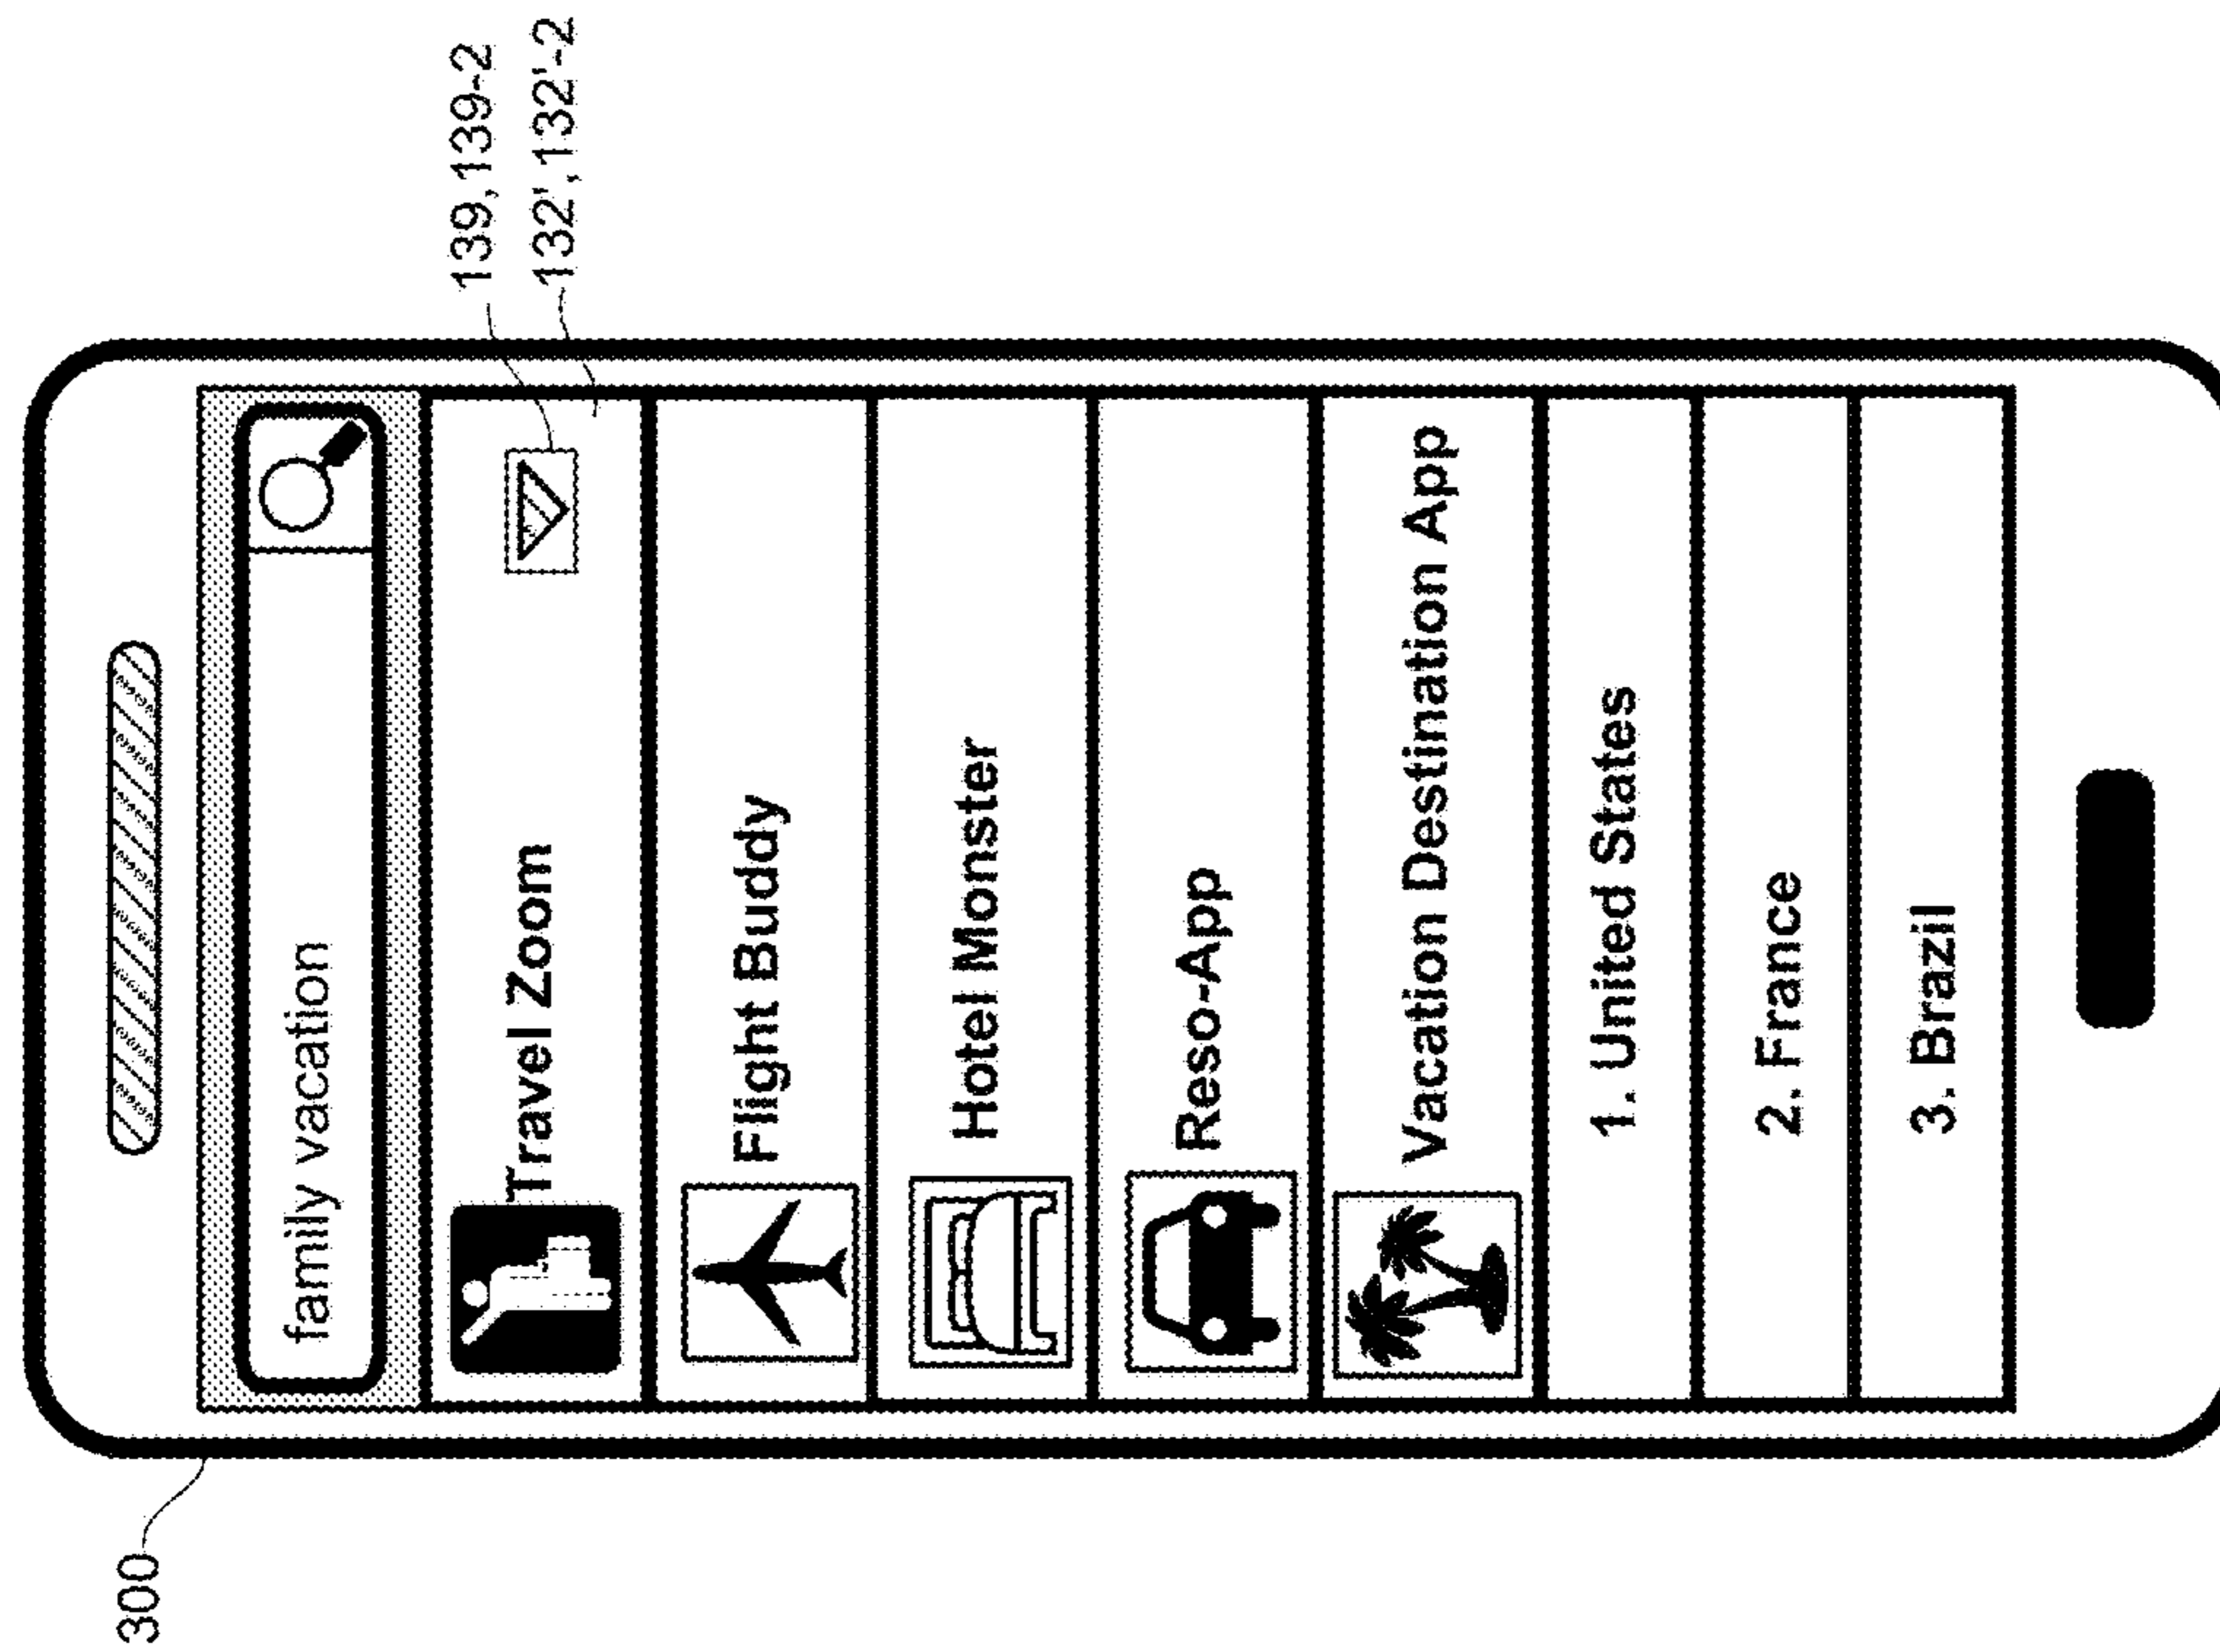 300
139,139-2
132',132'-2
family vacation
Travel Zoom
Flight Buddy
Hotel Monster
Reso-App
Vacation Destination App
1. United States
2. France
3. Brazil